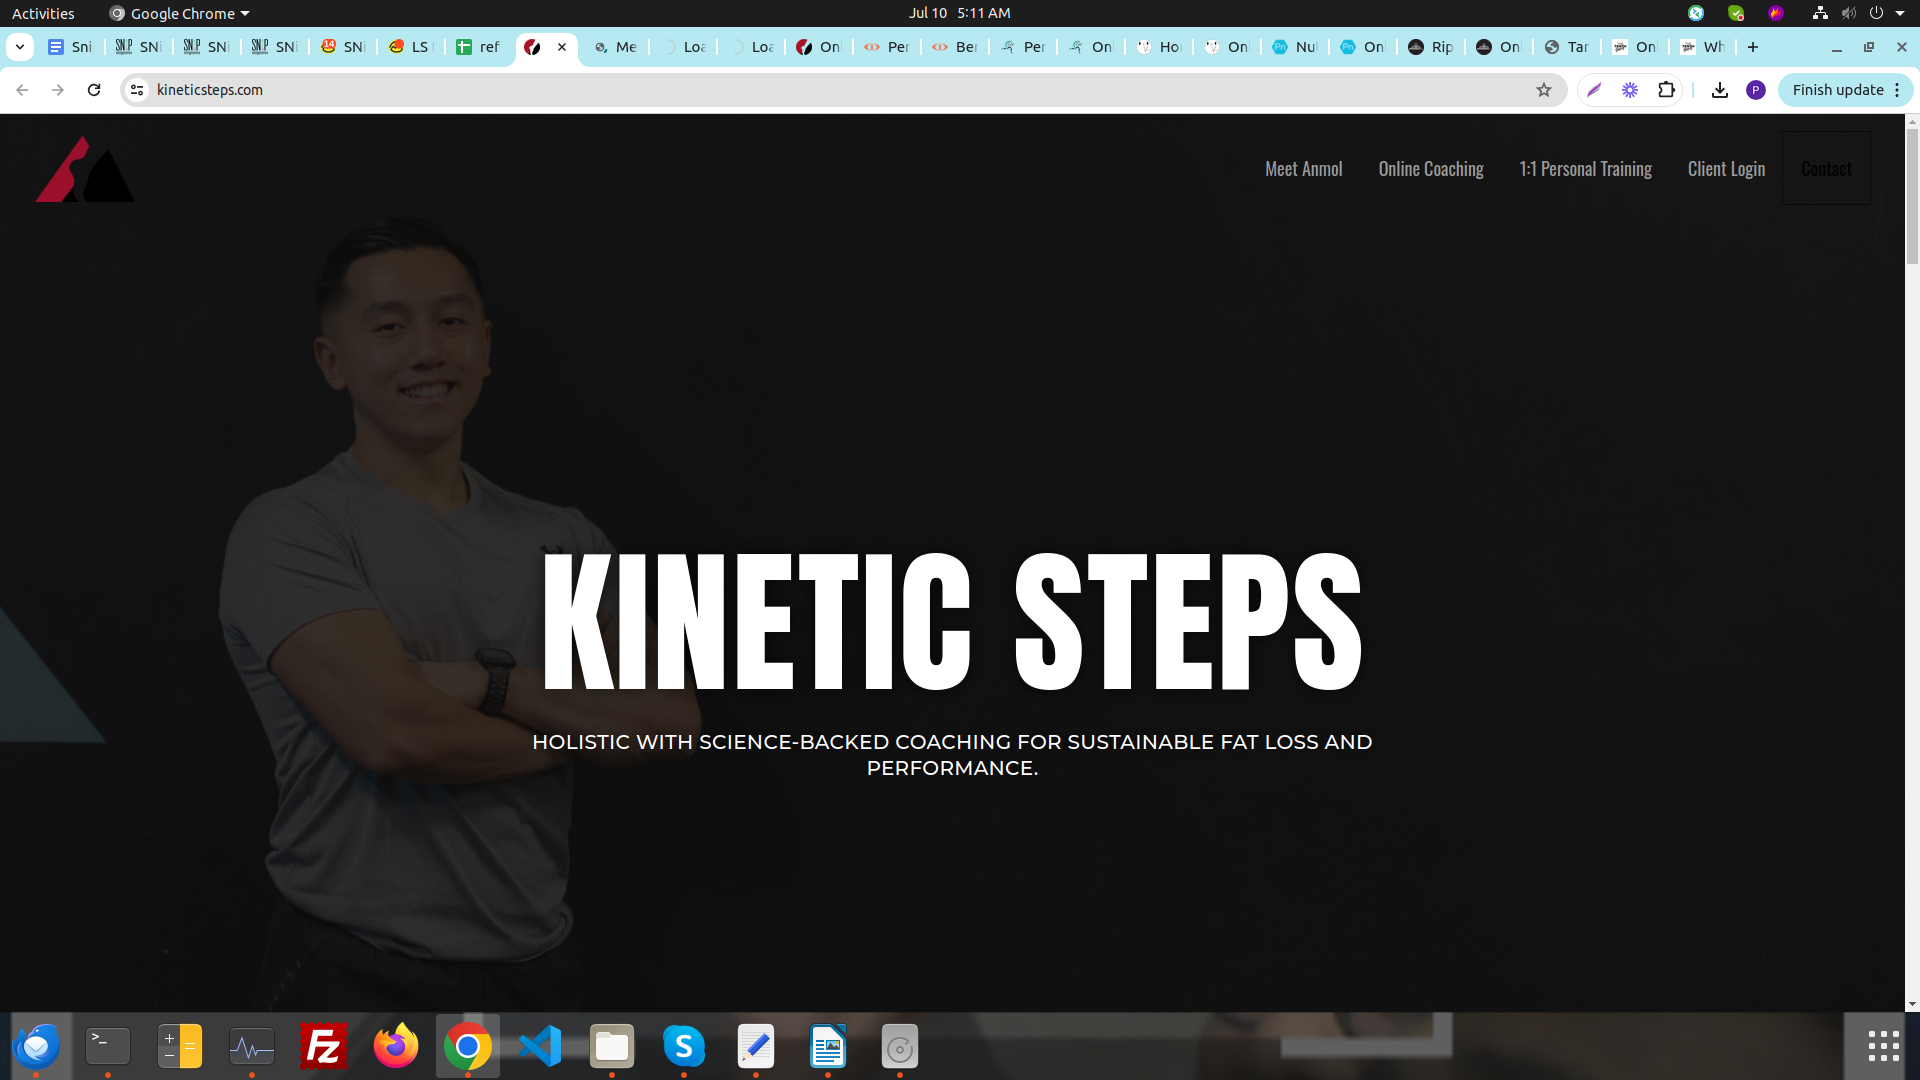 Activities
Google Chrome
Jul 10 5:11 AM
Sni
SNi
SNi
SNi
SNi
LS
ref
Me
Loa
Loa
On
Per
Ber
Per
On
Ho
On
Nu
On
Rip
On
Tar
On
Wh
kineticsteps.com
P
Finish update
Meet Anmol
Online Coaching
1:1 Personal Training
Client Login
Contact
KINETIC STEPS
HOLISTIC WITH SCIENCE-BACKED COACHING FOR SUSTAINABLE FAT LOSS AND
PERFORMANCE.